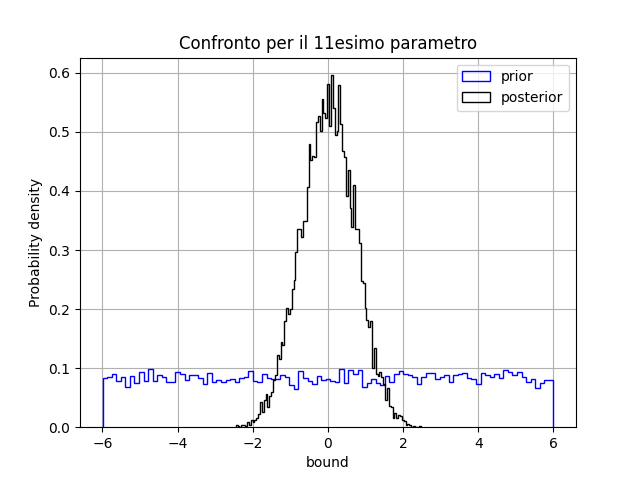 Confronto per il 11esimo parametro
prior
posterior
Probability density
0.6
0.5
0.4
0.3
0.2
0.1
0.0
−6
−4
−2
0
2
4
6
bound